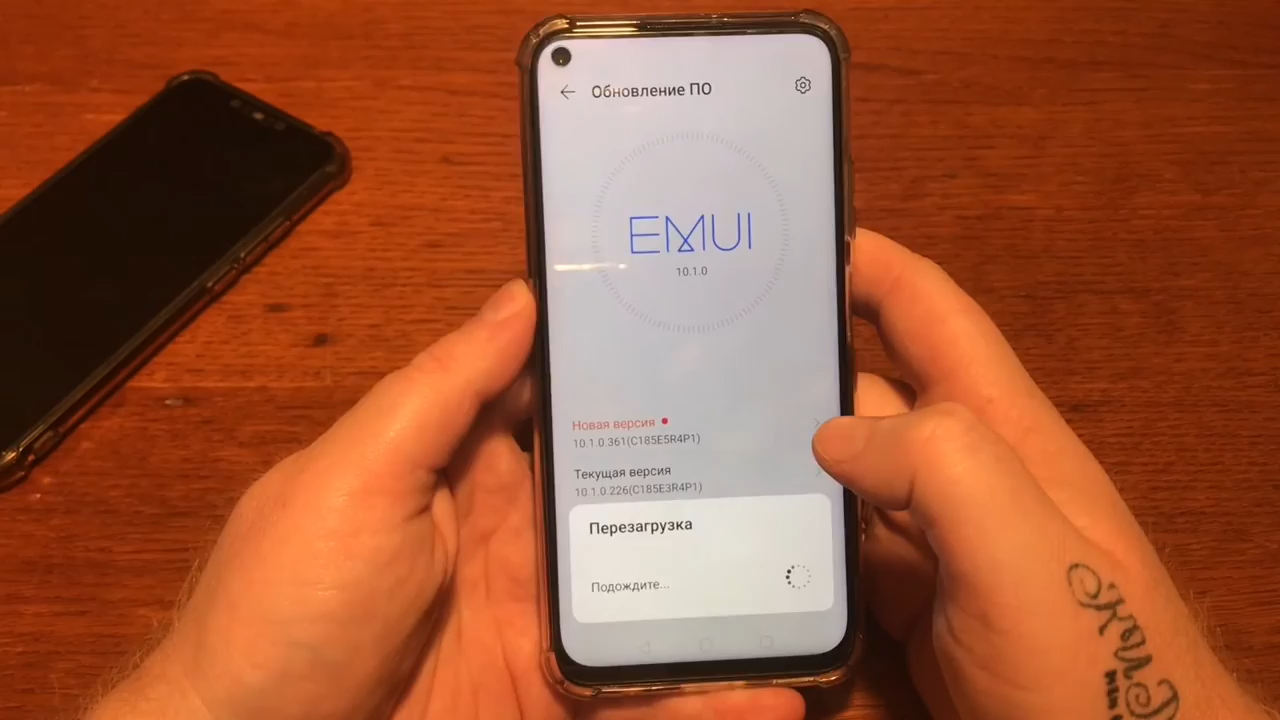 Обновление ПО
EMUI
10.1.0
Новая версия
10.1.0.361(C185E5R4P1)
Текущая версия
10.1.0.226(C185E3R4P1)
Перезагрузка
Подождите...